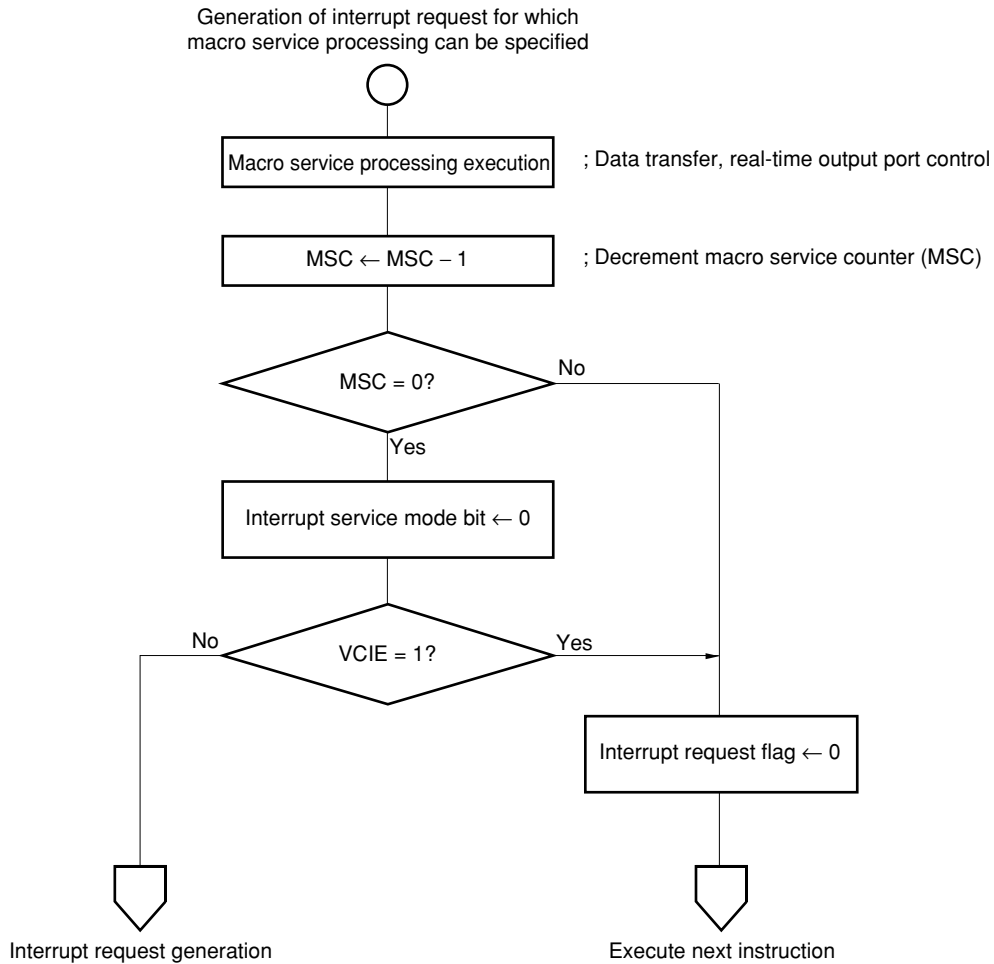 Generation of interrupt request for which
macro service processing can be specified
Macro service processing execution
; Data transfer, real-time output port control
MSC ← MSC − 1
; Decrement macro service counter (MSC)
MSC = 0?
No
Yes
Interrupt service mode bit ← 0
No
VCIE = 1?
Yes
Interrupt request flag ← 0
Interrupt request generation
Execute next instruction